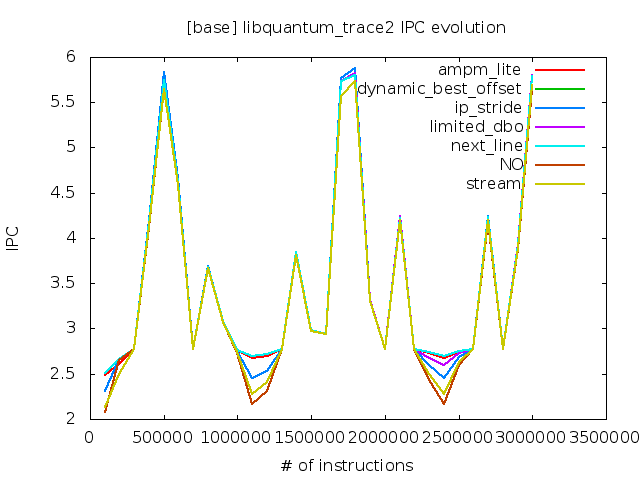 [base] libquantum_trace2 IPC evolution
6
5.5
5
4.5
4
3.5
3
2.5
2
IPC
ampm_lite
dynamic_best_offset
ip_stride
limited_dbo
next_line
NO
stream
0 500000 1000000 1500000 2000000 2500000 3000000 3500000
# of instructions